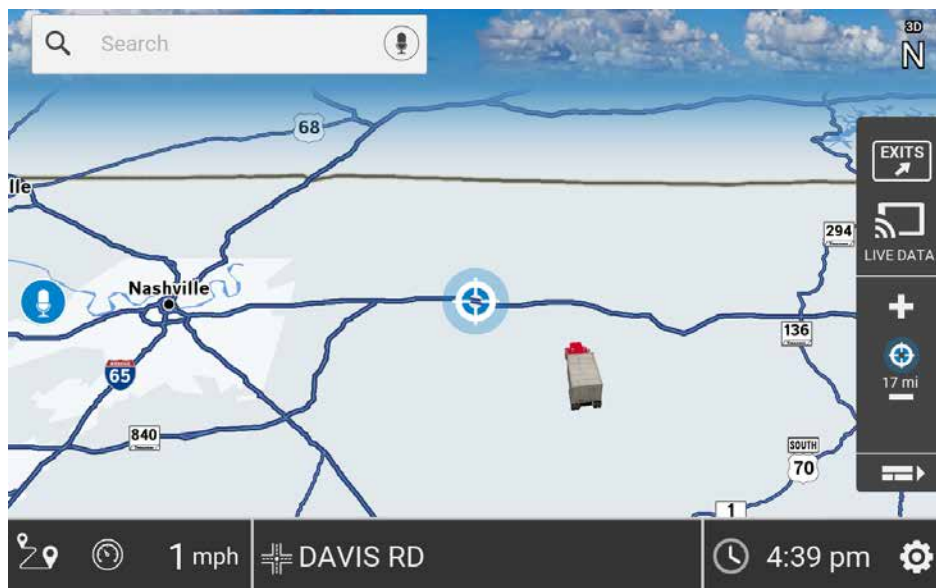 Search
3D
N
68
EXITS
lle
294
LIVE DATA
Nashville
136
65
17 mi
840
SOUTH
70
1
1 mph
DAVIS RD
4:39 pm